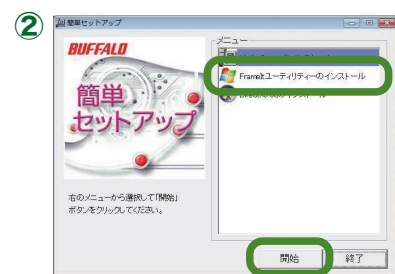 ②
簡単セットアップ
BUFFALO
簡単
セットアップ
右のメニューから選択して「開始」
ボタンをクリックしてください。
メニュー
FrameItユーティリティーのインストール
開始
終了